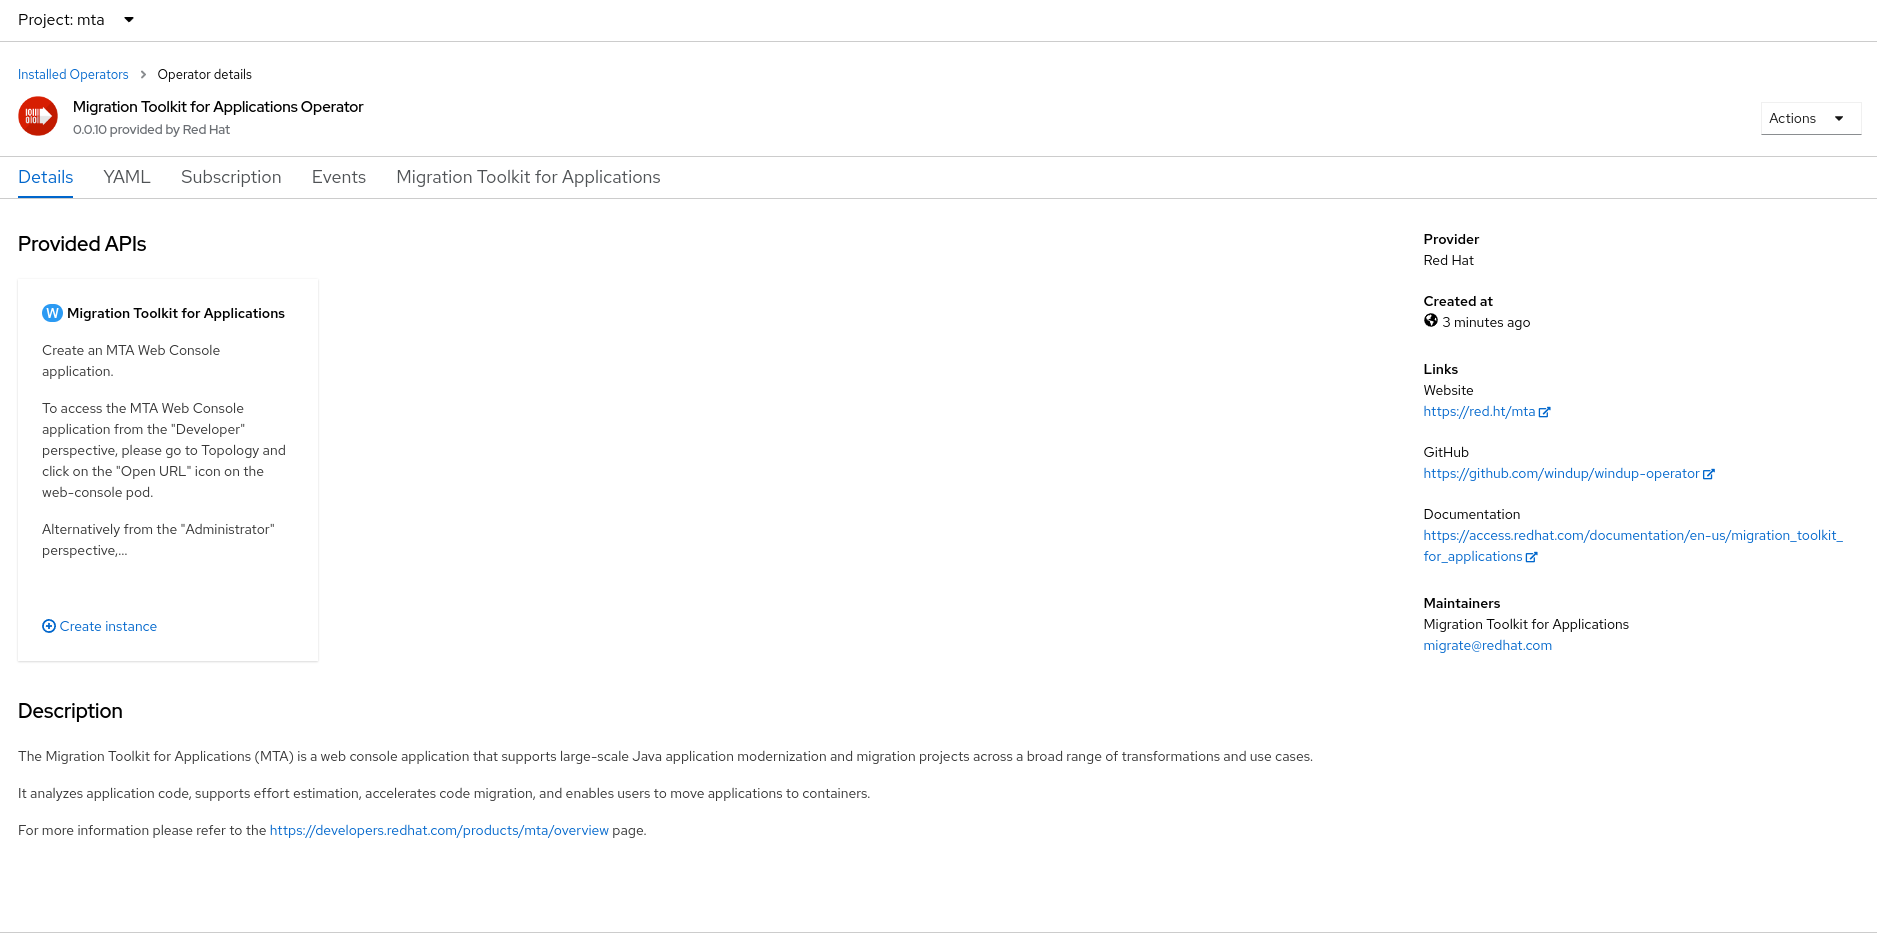 Project: mta
Installed Operators
Operator details
Migration Toolkit for Applications Operator
0.0.10 provided by Red Hat
Actions
Details
YAML
Subscription
Events
Migration Toolkit for Applications
Provided APIs
W Migration Toolkit for Applications
Create an MTA Web Console
application.
To access the MTA Web Console
application from the "Developer"
perspective, please go to Topology and
click on the "Open URL" icon on the
web-console pod.
Alternatively from the "Administrator"
perspective,...
Create instance
Description
The Migration Toolkit for Applications (MTA) is a web console application that supports large-scale Java application modernization and migration projects across a broad range of transformations and use cases.
It analyzes application code, supports effort estimation, accelerates code migration, and enables users to move applications to containers.
For more information please refer to the https://developers.redhat.com/products/mta/overview page.
Provider
Red Hat
Created at
3 minutes ago
Links
Website
https://red.ht/mta
GitHub
https://github.com/windup/windup-operator
Documentation
https://access.redhat.com/documentation/en-us/migration_toolkit_
for_applications
Maintainers
Migration Toolkit for Applications
migrate@redhat.com